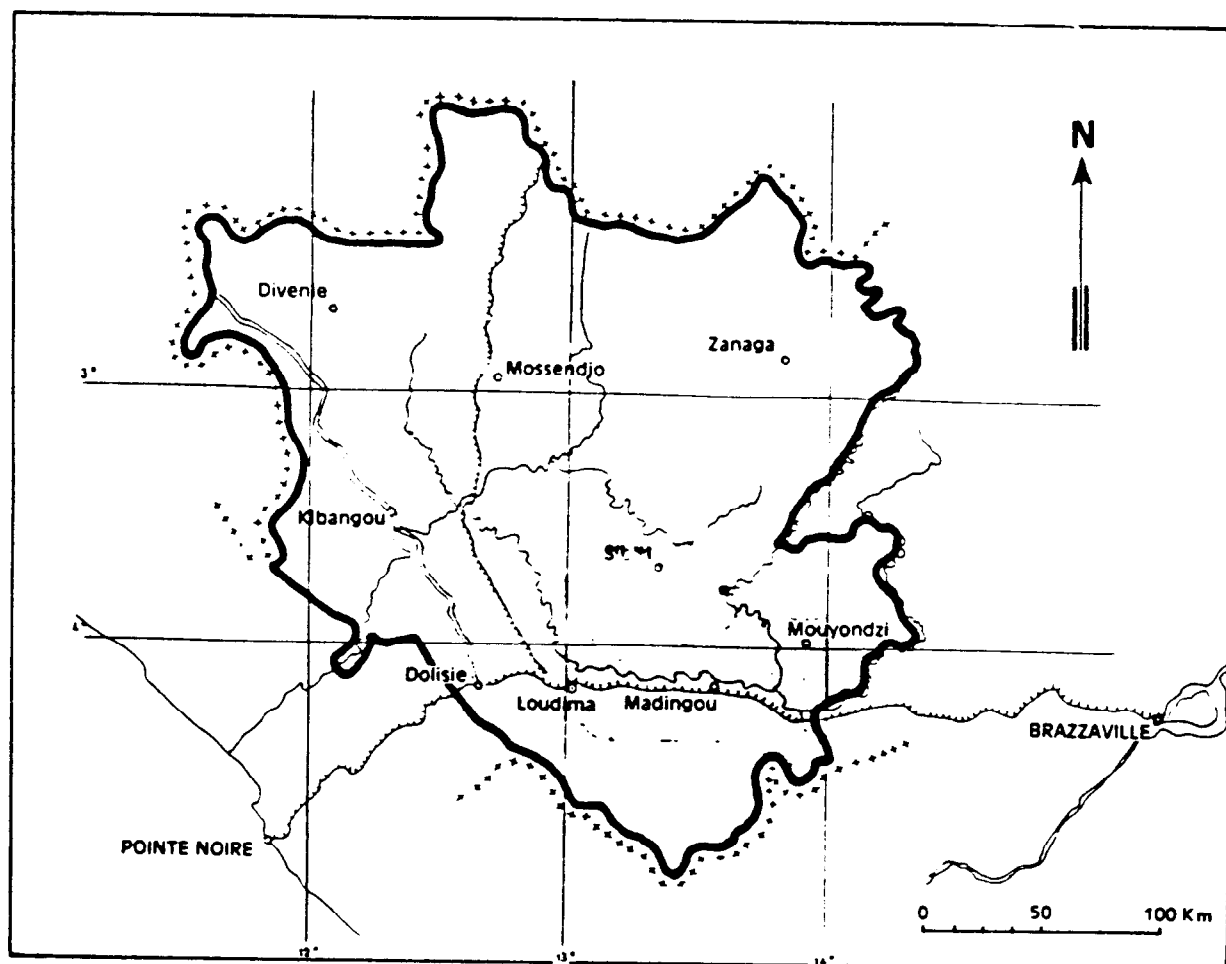 N
Divenie
Zanaga
Mossendjo
3°
Kibangou
4°
Mouyondzi
Dolisie
Loudima
Madingou
BRAZZAVILLE
POINTE NOIRE
0 50 100 Km
12°
13°
14°